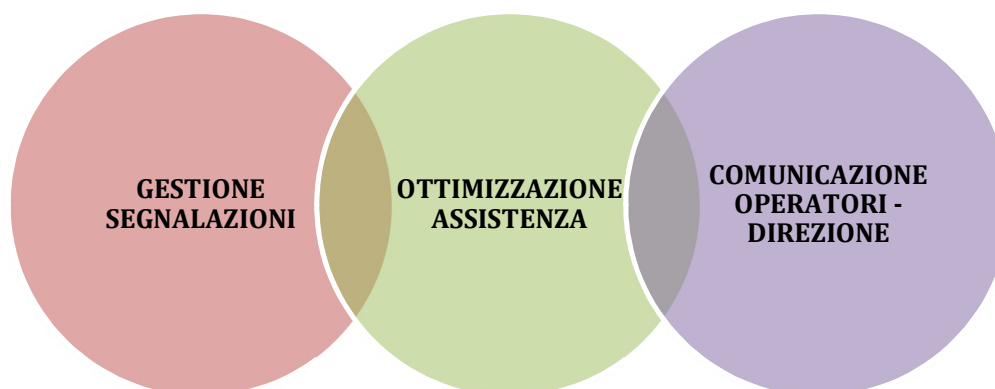 GESTIONE
SEGNALAZIONI
OTTIMIZZAZIONE
ASSISTENZA
COMUNICAZIONE
OPERATORI -
DIREZIONE